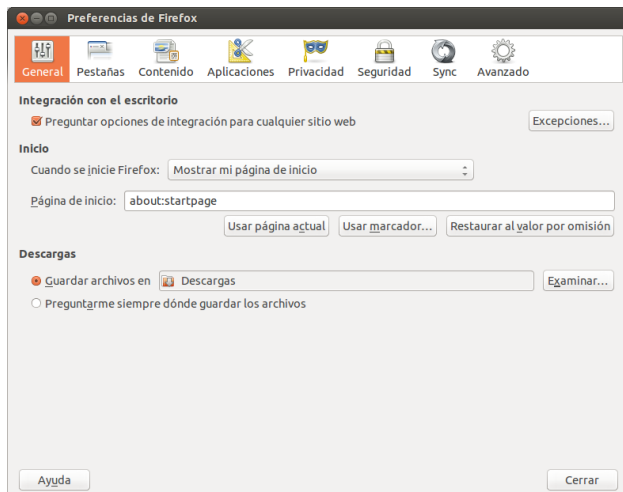 Preferencias de Firefox
General Pestañas Contenido Aplicaciones Privacidad Seguridad Sync Avanzado
Integración con el escritorio
Preguntar opciones de integración para cualquier sitio web Excepciones...
Inicio
Cuando se inicie Firefox: Mostrar mi página de inicio
Página de inicio: about:startpage
Usar página actual Usar marcador... Restaurar al valor por omisión
Descargas
Guardar archivos en Descargas Examinar...
Preguntarme siempre dónde guardar los archivos
Ayuda Cerrar